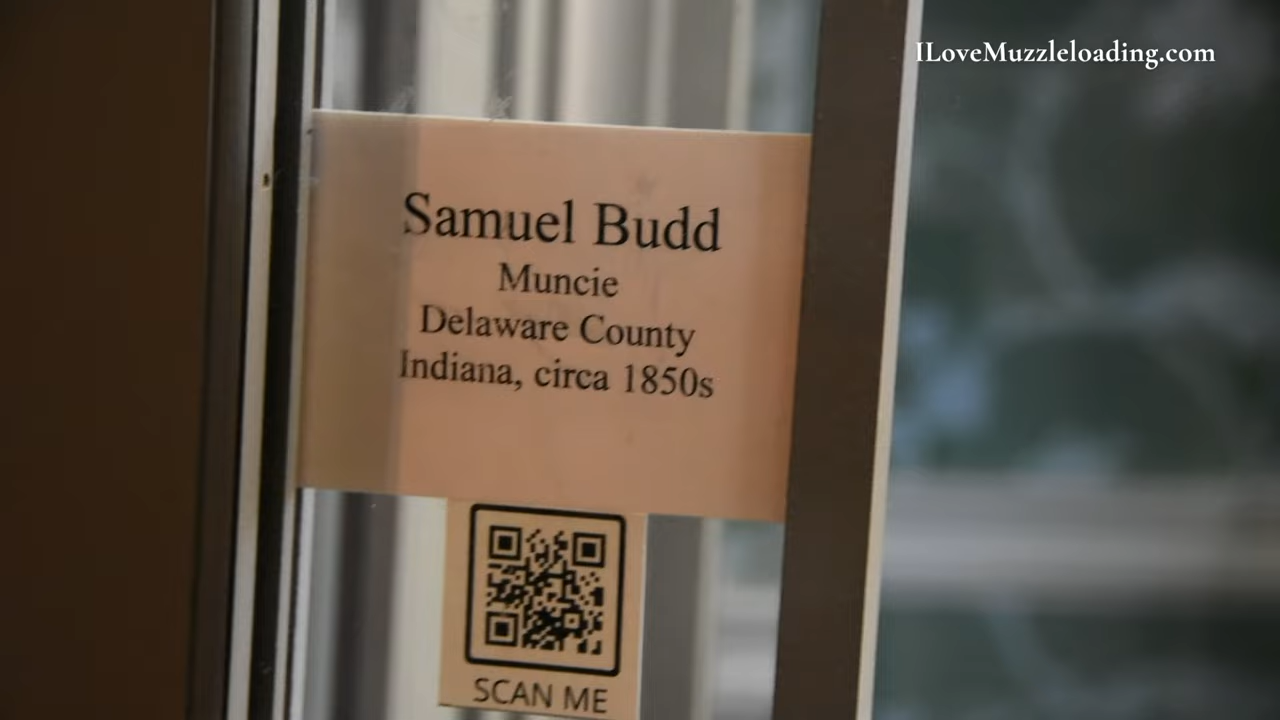 ILoveMuzzleloading.com
Samuel Budd
Muncie
Delaware County
Indiana, circa 1850s
SCAN ME